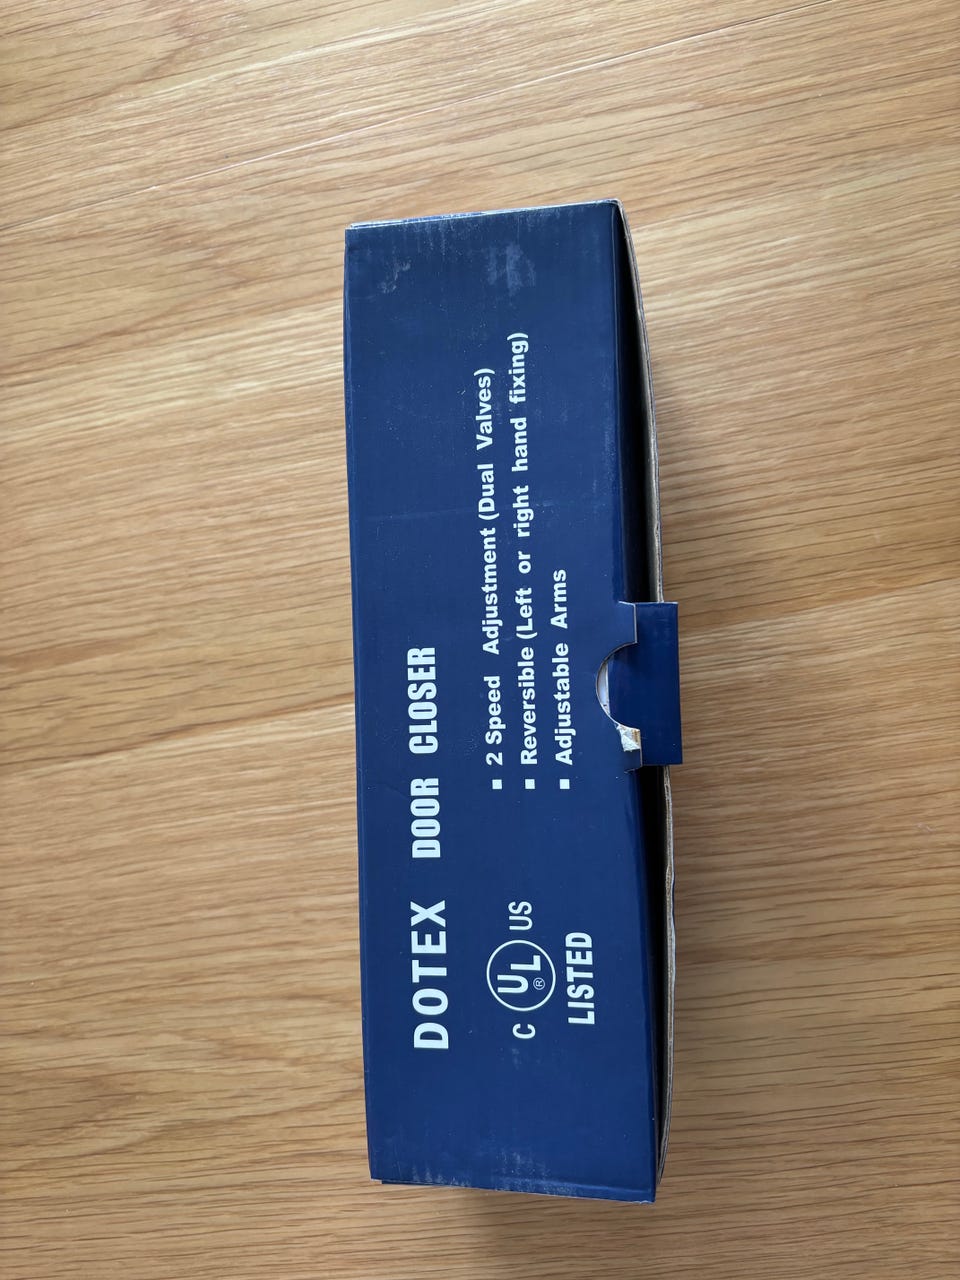 DOTEX DOOR CLOSER
C UL® US
LISTED
▪ 2 Speed Adjustment (Dual Valves)
▪ Reversible (Left or right hand fixing)
▪ Adjustable Arms